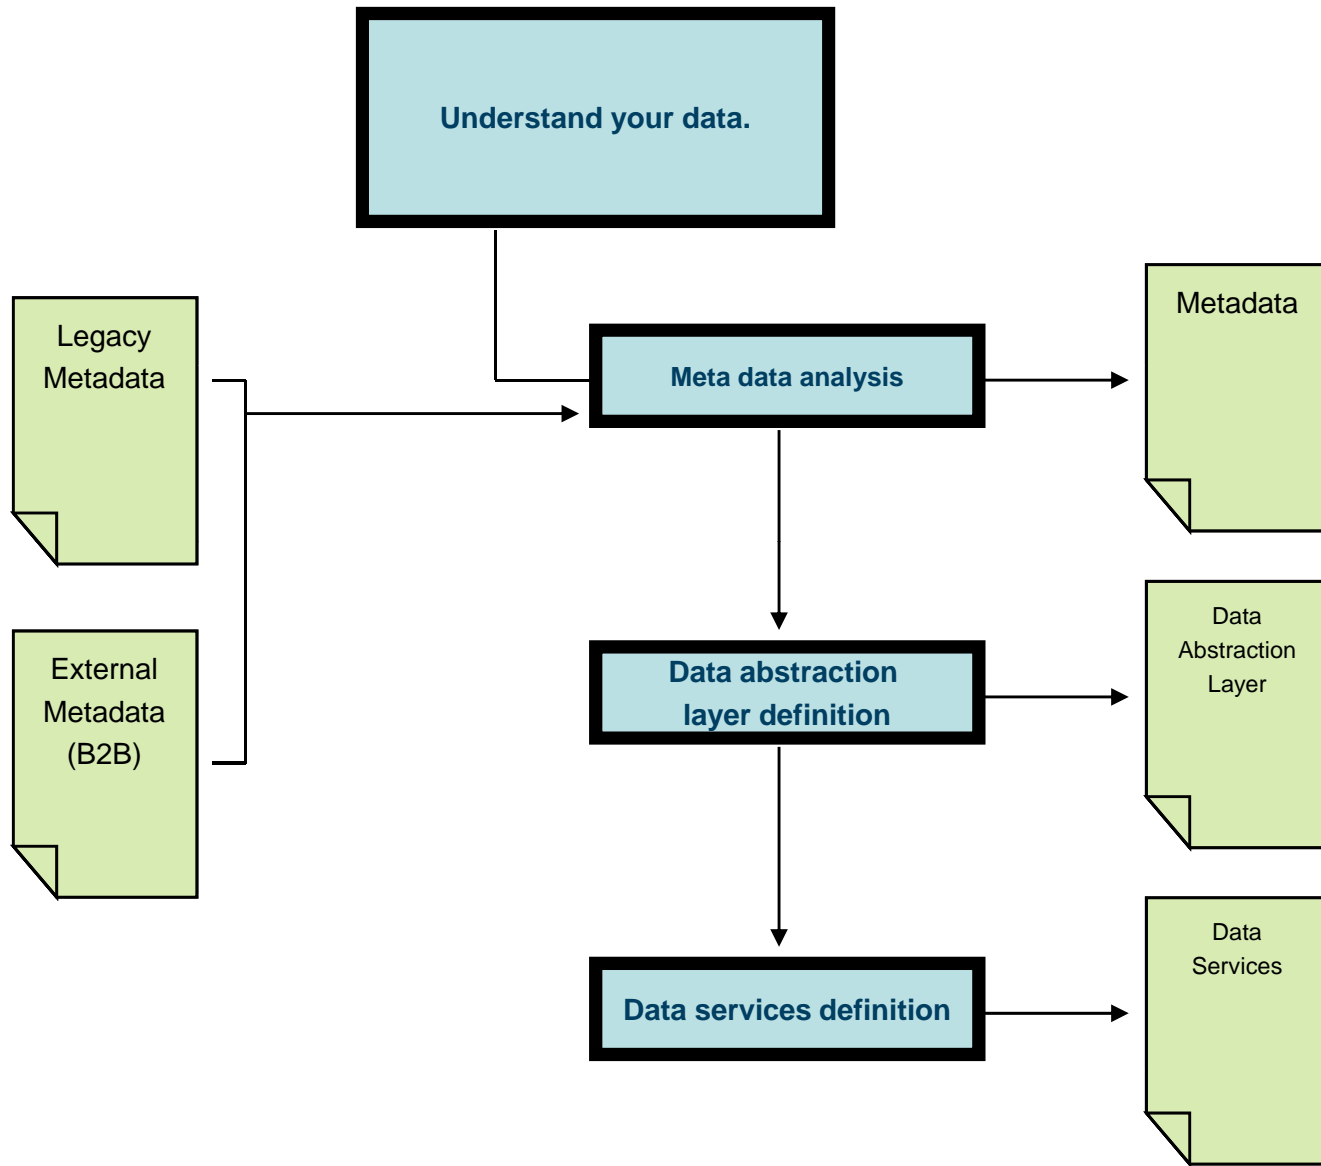 Understand your data.
Legacy
Metadata
Meta data analysis
Metadata
External
Metadata
(B2B)
Data abstraction
layer definition
Data
Abstraction
Layer
Data services definition
Data
Services